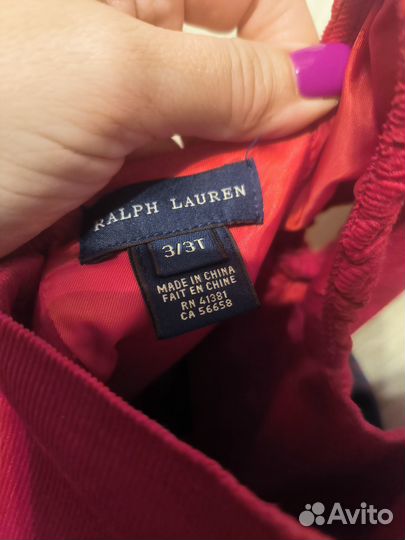 RALPH LAUREN
3/3T
MADE IN CHINA
FAIT EN CHINE
RN 41381
CA 56658
Avito